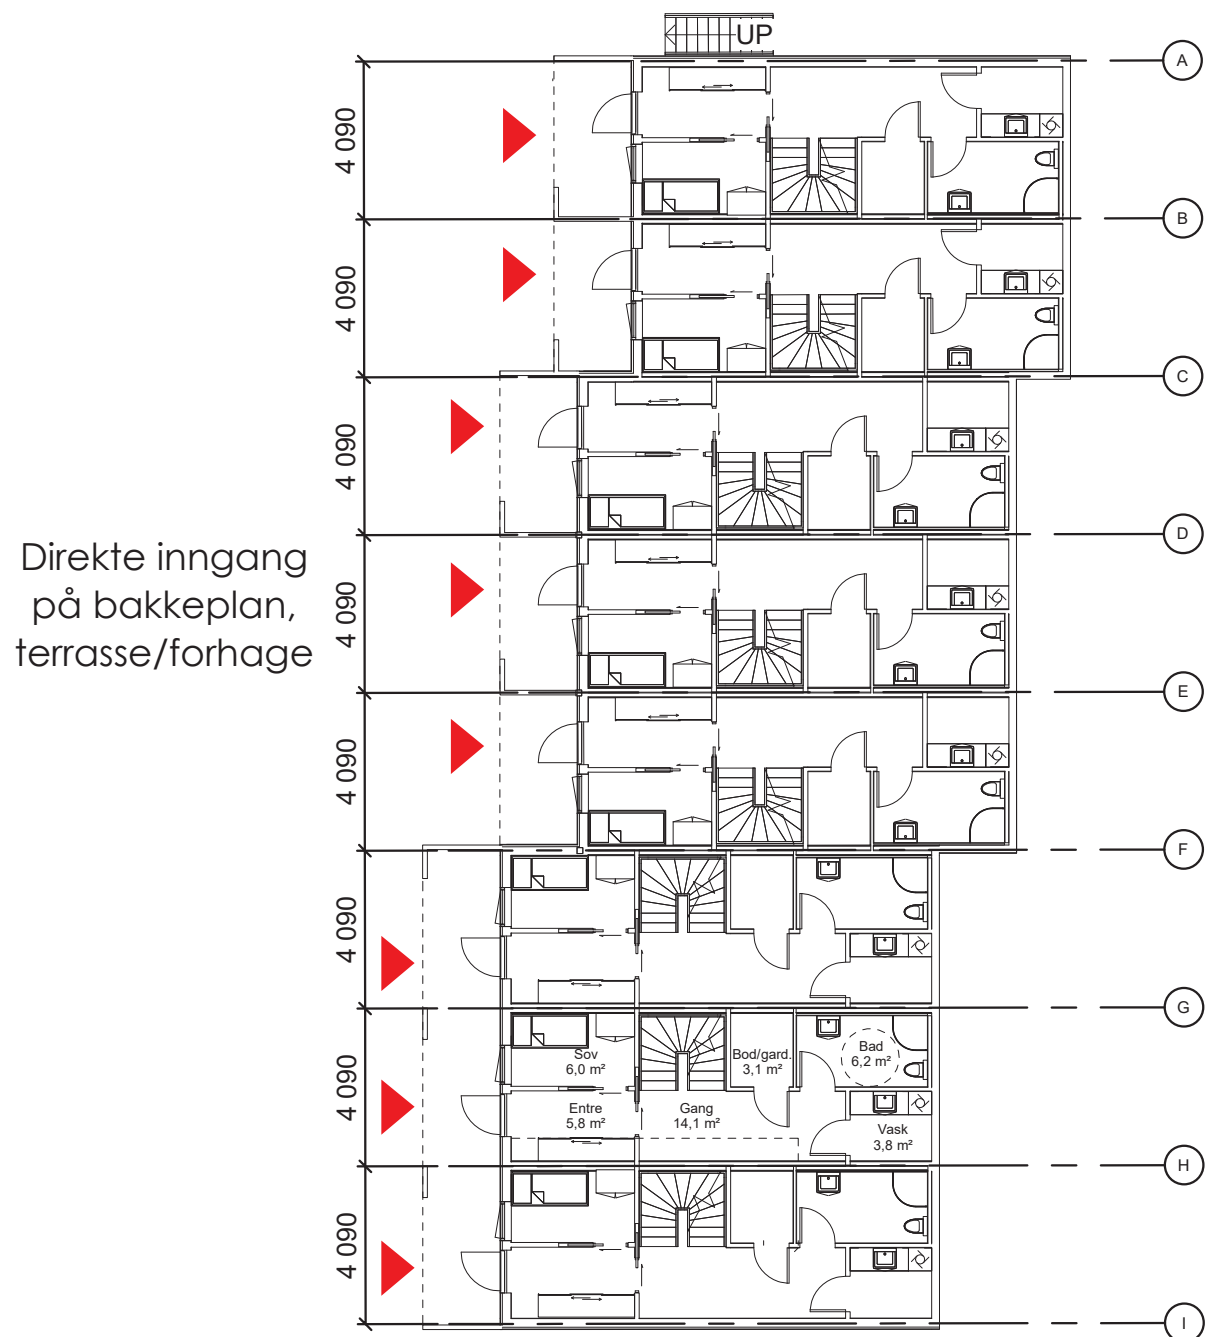 UP
A
4 090
B
4 090
C
4 090
Direkte inngang
på bakkeplan,
terrasse/forhage
D
4 090
E
4 090
F
4 090
G
Sov
6,0 m²
Bod/gard.
3,1 m²
Bad
6,2 m²
4 090
Entre
5,8 m²
Gang
14,1 m²
Vask
3,8 m²
H
4 090
I